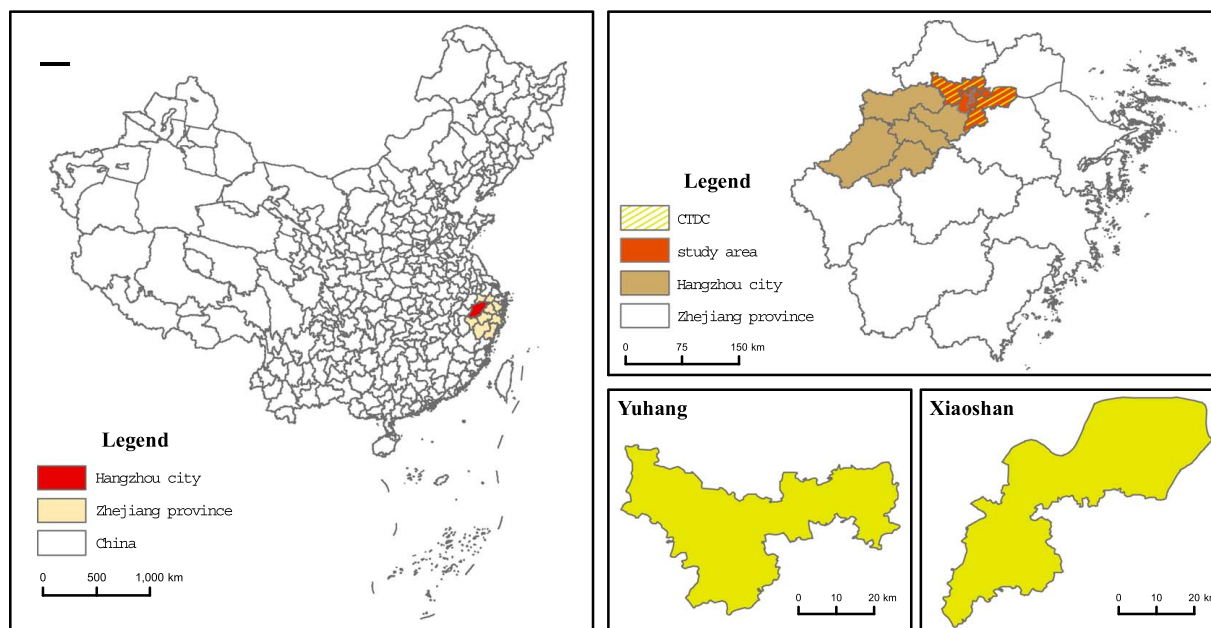 Legend
Hangzhou city
Zhejiang province
China
0 500 1,000 km
Legend
CTDC
study area
Hangzhou city
Zhejiang province
0 75 150 km
Yuhang
0 10 20 km
Xiaoshan
0 10 20 km